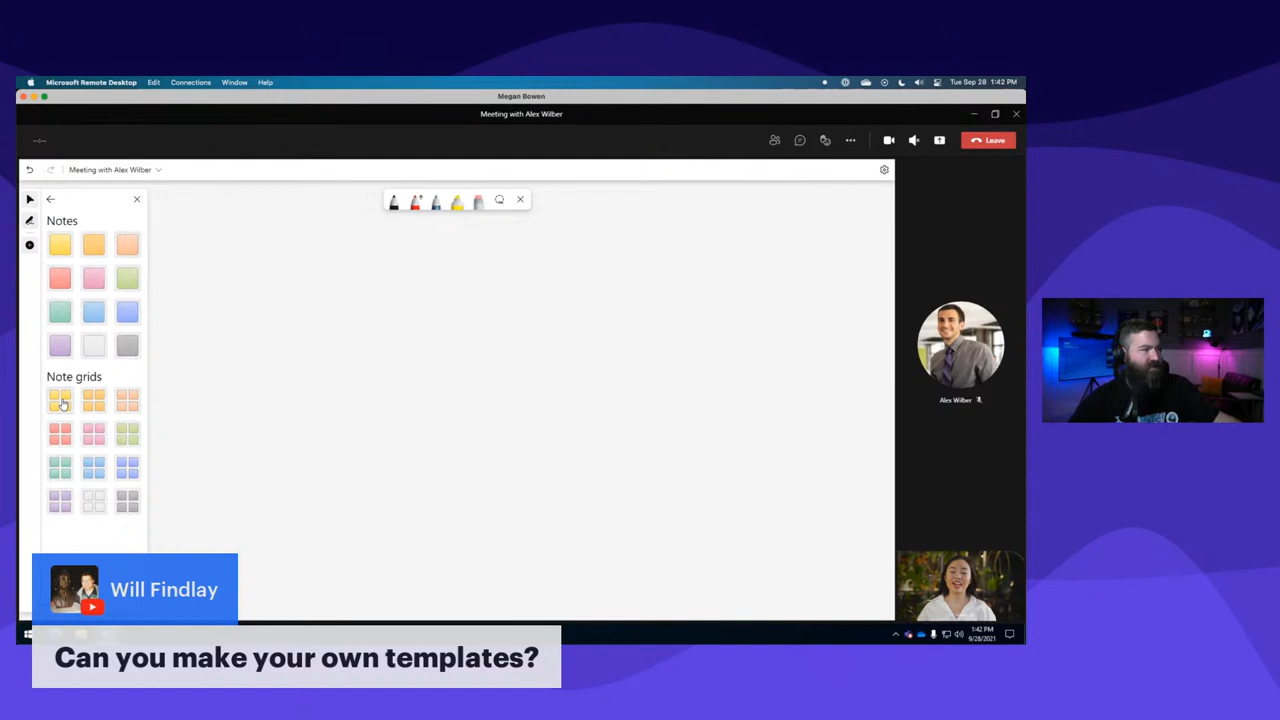 Microsoft Remote Desktop Edit Connections Window Help
Tue Sep 28 1:42 PM
Megan Bowen
Meeting with Alex Wilber
--:--
Leave
Meeting with Alex Wilber
Notes
Note grids
Alex Wilber
1:42 PM
9/28/2021
Will Findlay
Can you make your own templates?